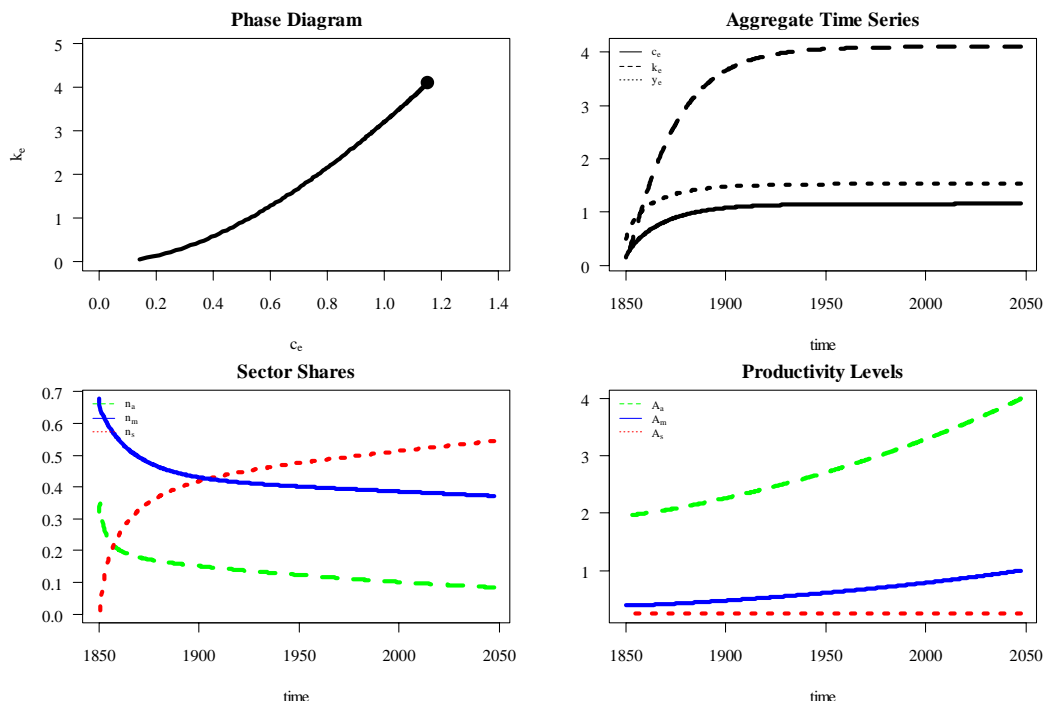 Phase Diagram
5
4
3
2
1
0
k_e
0.0 0.2 0.4 0.6 0.8 1.0 1.2 1.4
c_e
Aggregate Time Series
c_e
k_e
y_e
4
3
2
1
0
1850 1900 1950 2000 2050
time
Sector Shares
n_a
n_m
n_s
0.7
0.6
0.5
0.4
0.3
0.2
0.1
0.0
1850 1900 1950 2000 2050
time
Productivity Levels
A_a
A_m
A_s
4
3
2
1
1850 1900 1950 2000 2050
time